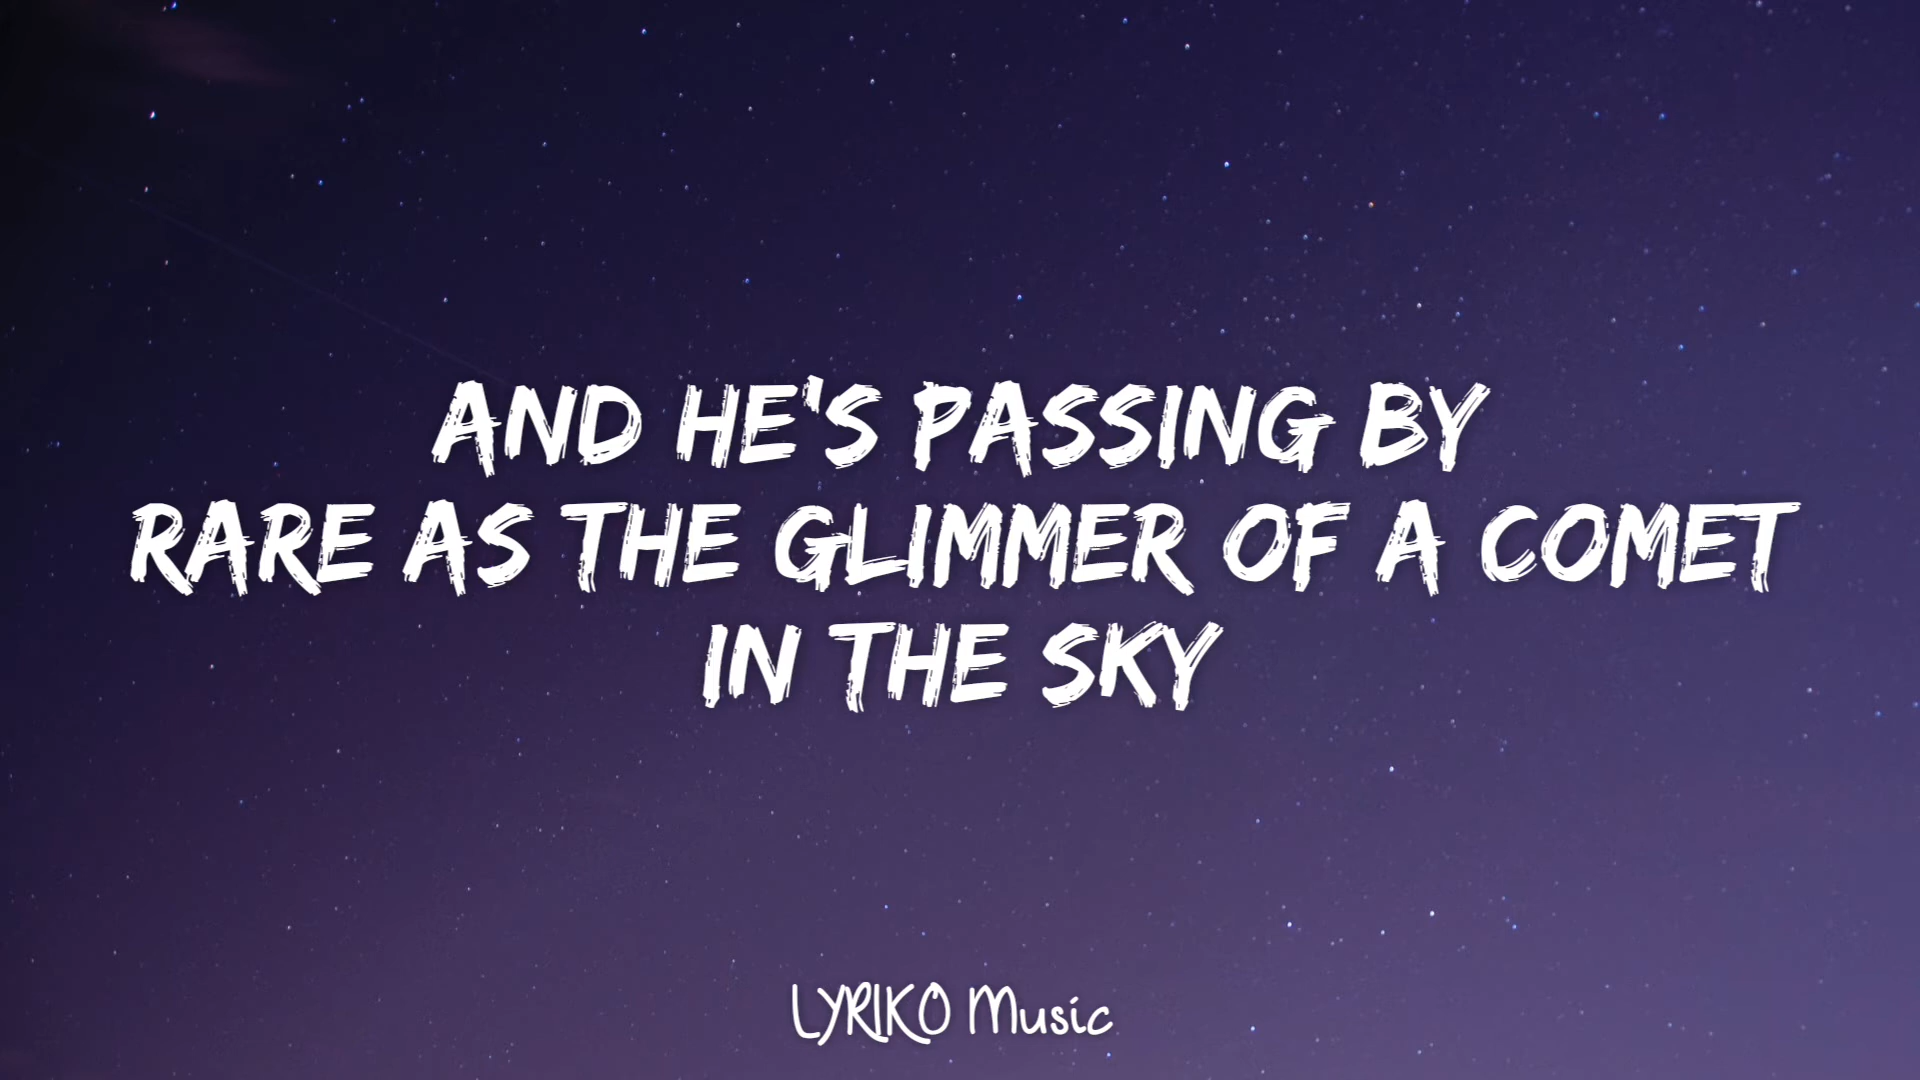 AND HE'S PASSING BY
RARE AS THE GLIMMER OF A COMET
IN THE SKY
LYRIKO Music